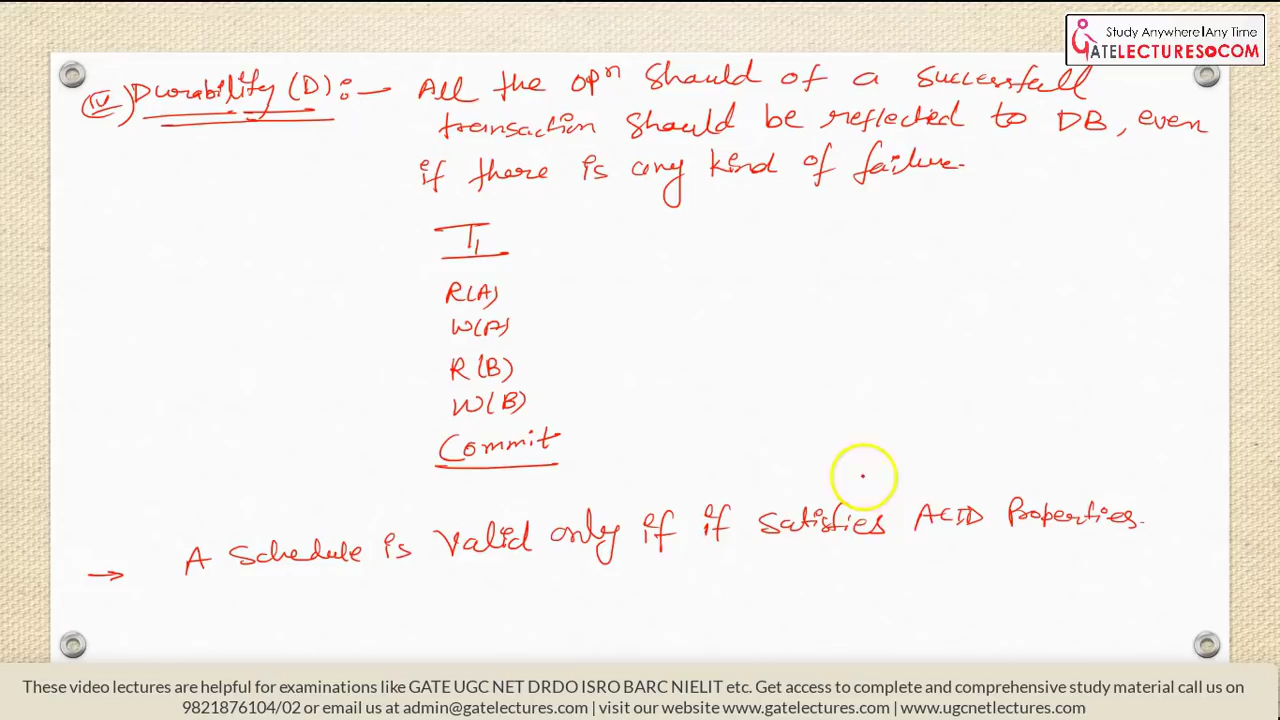 Study Anywhere Any Time
GATELECTURES.COM
iv) Durability (D) :- All the opn should of a successfull
transaction should be reflected to DB, even
if there is any kind of failure.
T1
R(A)
W(A)
R(B)
W(B)
Commit
→ A schedule is valid only if if satisfies ACID Properties.
These video lectures are helpful for examinations like GATE UGC NET DRDO ISRO BARC NIELIT etc. Get access to complete and comprehensive study material call us on
9821876104/02 or email us at admin@gatelectures.com | visit our website www.gatelectures.com | www.ugcnetlectures.com